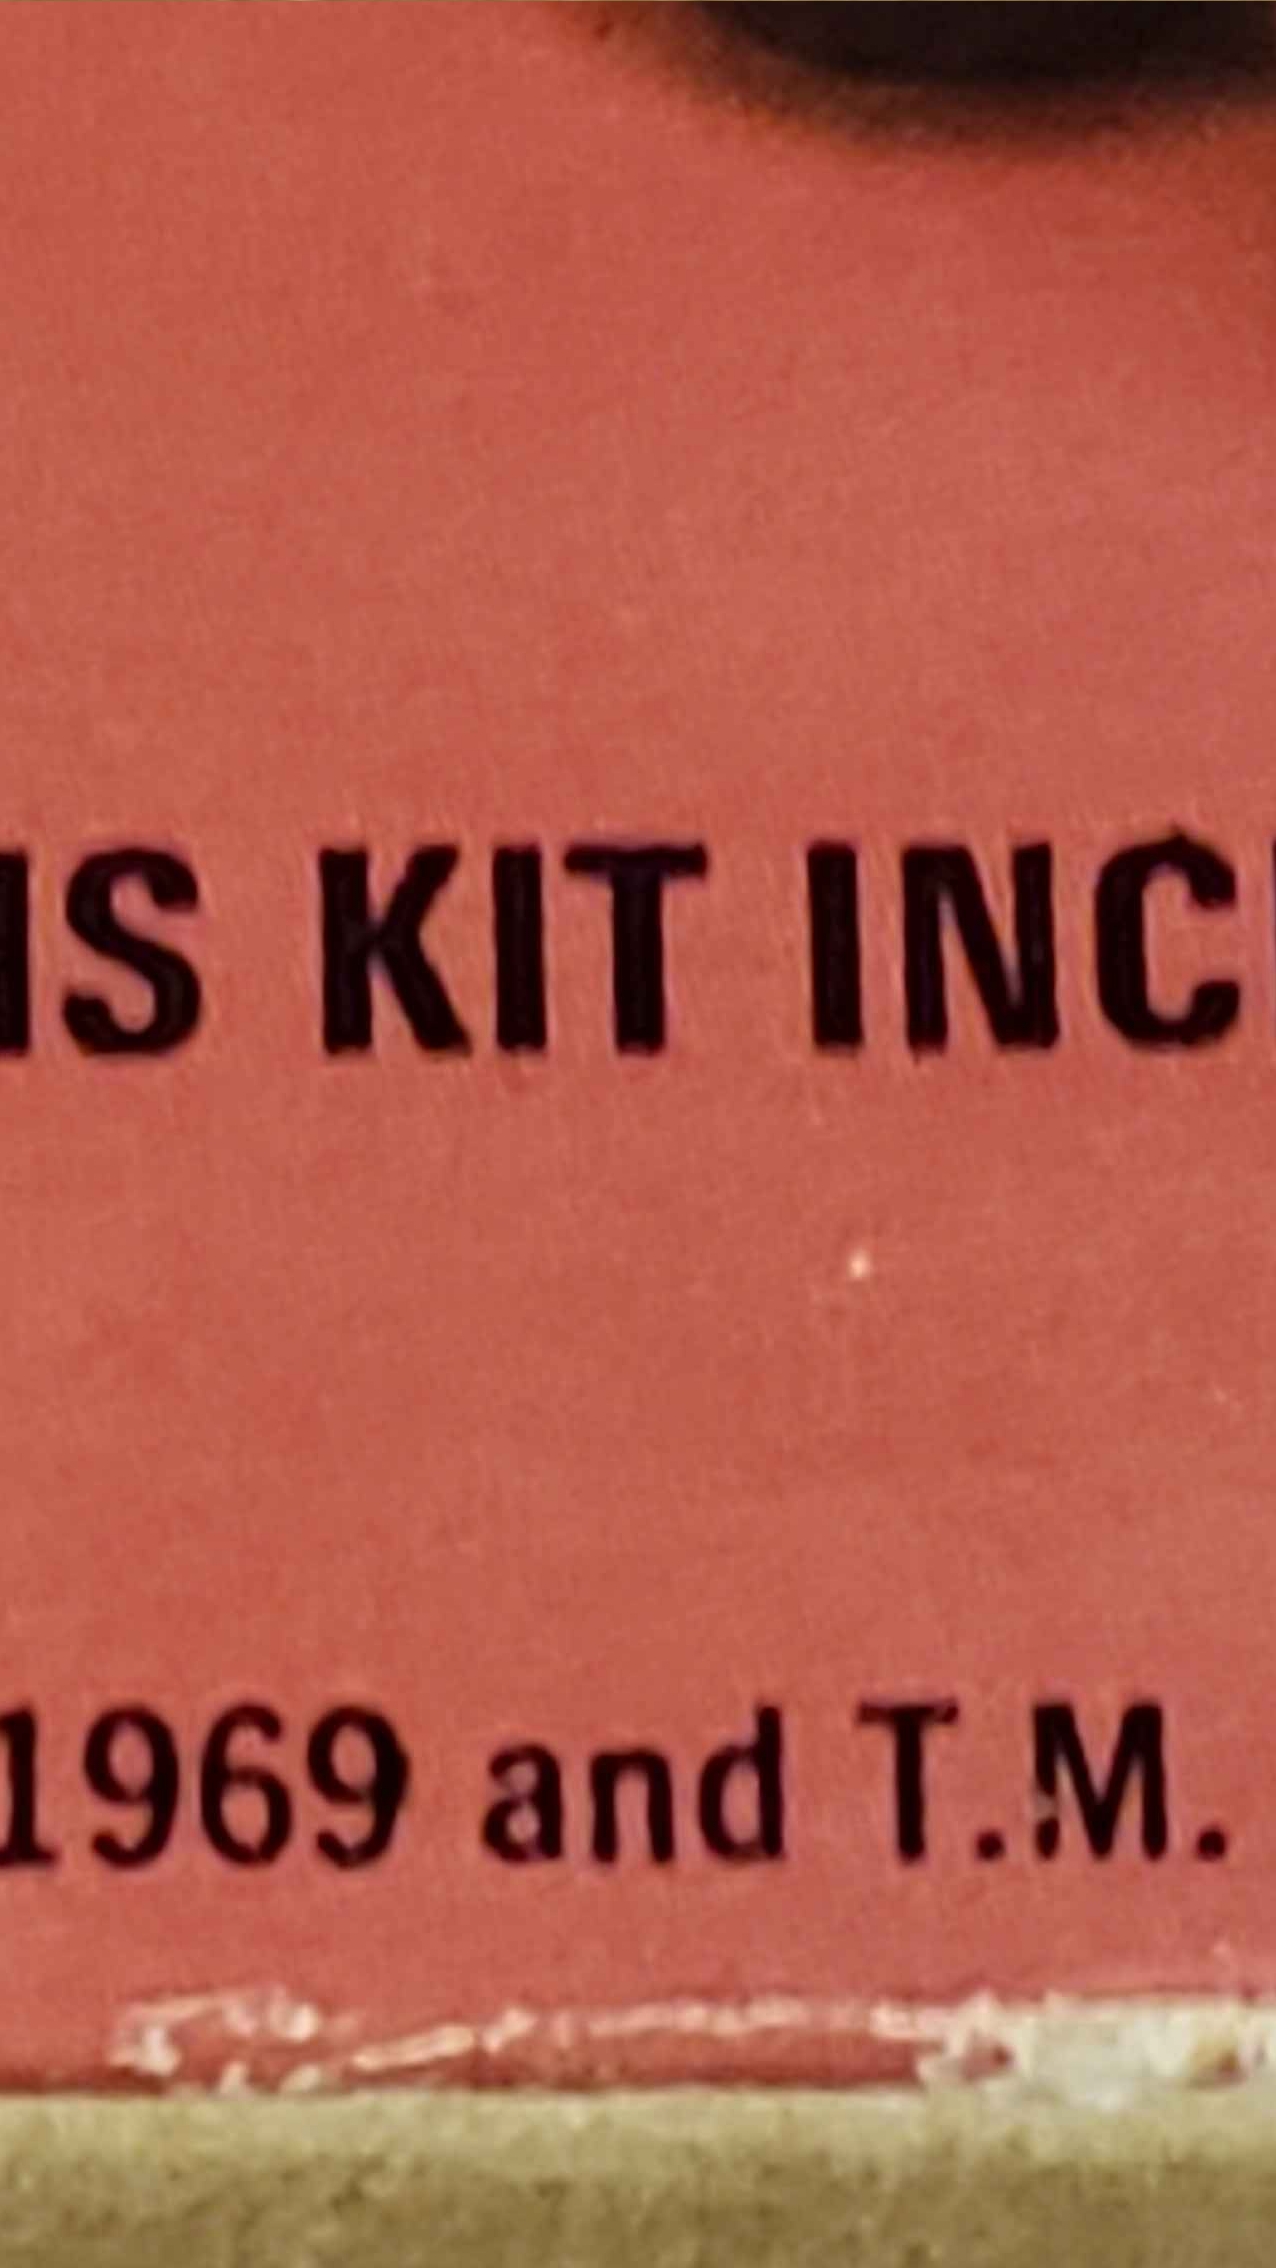 IS KIT INC
1969 and T.M.